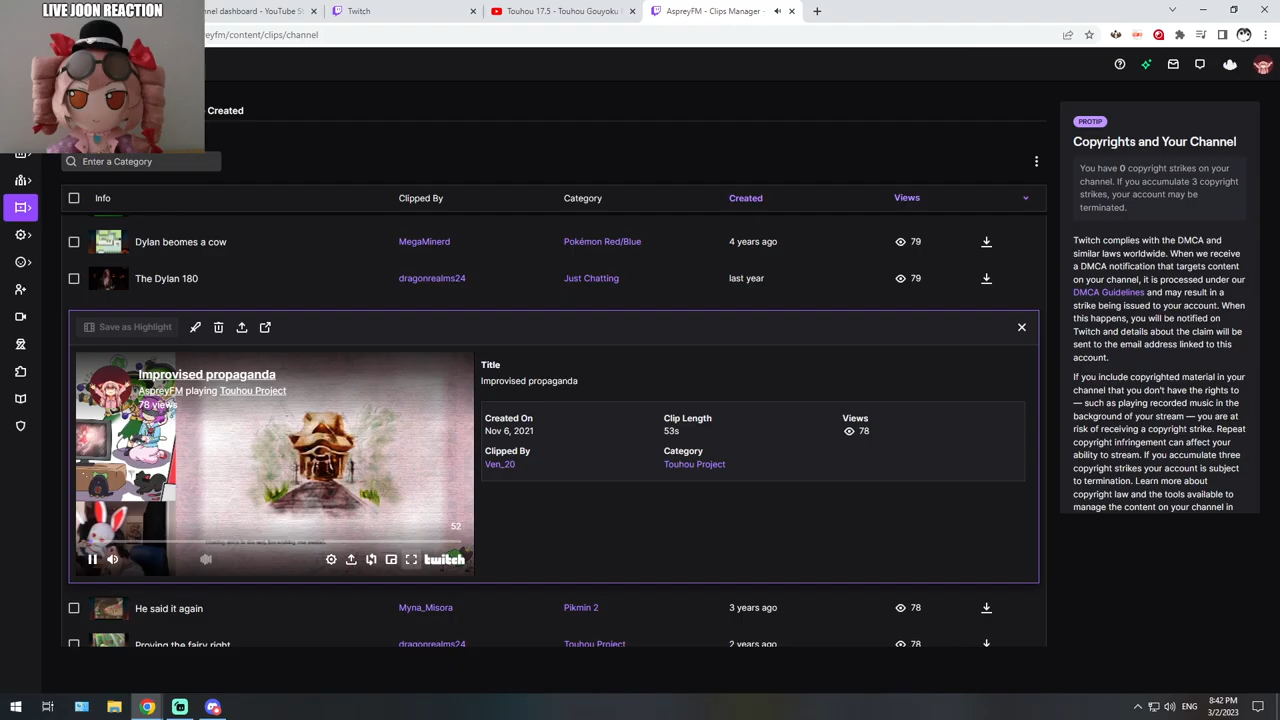 LIVE JOON REACTION
nel dashboard - YouTube St
Twitch
Touhou 17.5 - Touhou Gouyoku I
AspreyFM - Clips Manager -
preyfm/content/clips/channel
Created
Enter a Category
Info
Clipped By
Category
Created
Views
Dylan beomes a cow
MegaMinerd
Pokémon Red/Blue
4 years ago
79
The Dylan 180
dragonrealms24
Just Chatting
last year
79
Save as Highlight
Improvised propaganda
AspreyFM playing Touhou Project
78 views
52
twitch
Title
Improvised propaganda
Created On
Nov 6, 2021
Clip Length
53s
Views
78
Clipped By
Ven_20
Category
Touhou Project
He said it again
Myna_Misora
Pikmin 2
3 years ago
78
Proving the fairy right
dragonrealms24
Touhou Project
2 years ago
78
PROTIP
Copyrights and Your Channel
You have 0 copyright strikes on
your channel. If you accumulate 3 copyright
strikes, your account may be
terminated.
Twitch complies with the DMCA and
similar laws worldwide. When we receive
a DMCA notification that targets content
on your channel, it is processed under our
DMCA Guidelines and may result in a
strike being issued to your account. When
this happens, you will be notified on
Twitch and details about the claim will be
sent to the email address linked to this
account.
If you include copyrighted material in your
channel that you don't have the rights to
— such as playing recorded music in the
background of your stream — you are at
risk of receiving a copyright strike. Repeat
copyright infringement can affect your
ability to stream. If you accumulate three
copyright strikes your account is subject
to termination. Learn more about
copyright law and the tools available to
manage the content on your channel in
ENG
8:42 PM
3/2/2023